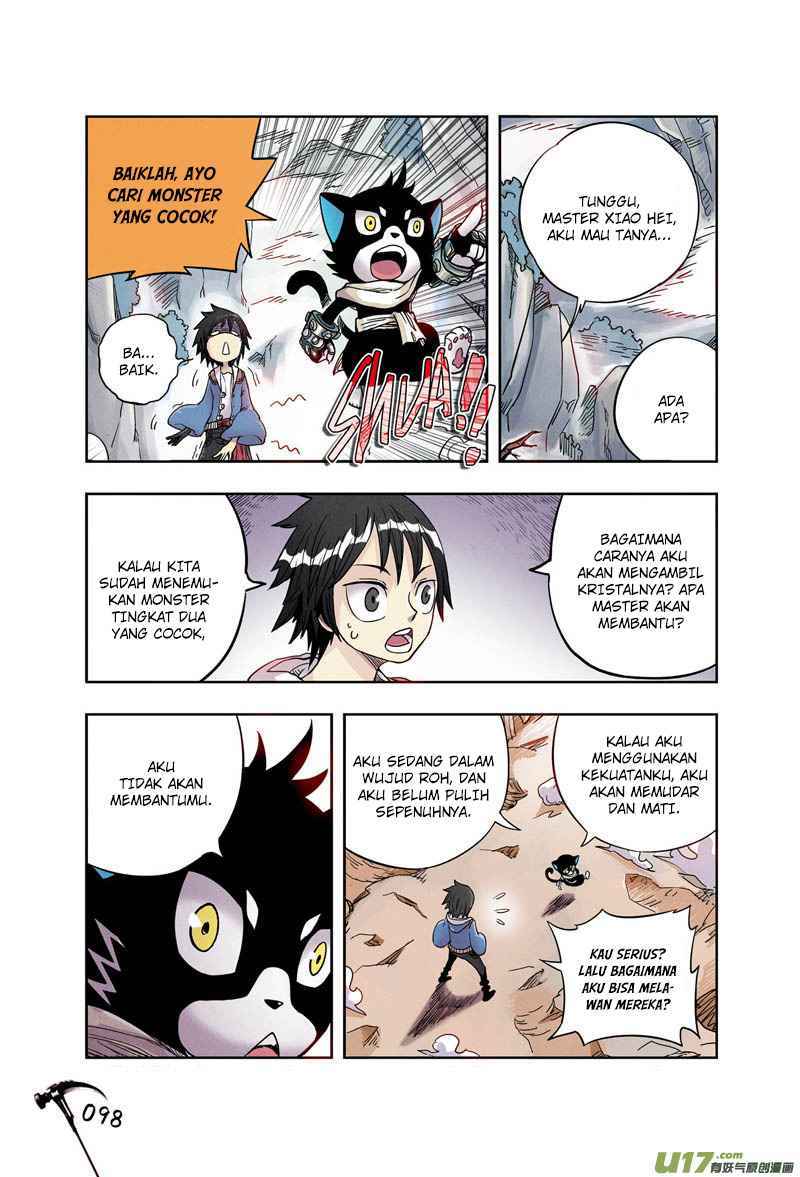 BAIKLAH, AYO
CARI MONSTER
YANG COCOK!
BA...
BAIK.
SHUA!!
TUNGGU,
MASTER XIAO HEI,
AKU MAU TANYA...
ADA
APA?
KALAU KITA
SUDAH MENEMU-
KAN MONSTER
TINGKAT DUA
YANG COCOK,
BAGAIMANA
CARANYA AKU
AKAN MENGAMBIL
KRISTALNYA? APA
MASTER AKAN
MEMBANTU?
AKU
TIDAK AKAN
MEMBANTUMU.
AKU SEDANG DALAM
WUJUD ROH, DAN
AKU BELUM PULIH
SEPENUHNYA.
KALAU AKU
MENGGUNAKAN
KEKUATANKU, AKU
AKAN MEMUDAR
DAN MATI.
KAU SERIUS?
LALU BAGAIMANA
AKU BISA MELA-
WAN MEREKA?
098
U17.com
有妖气原创漫画